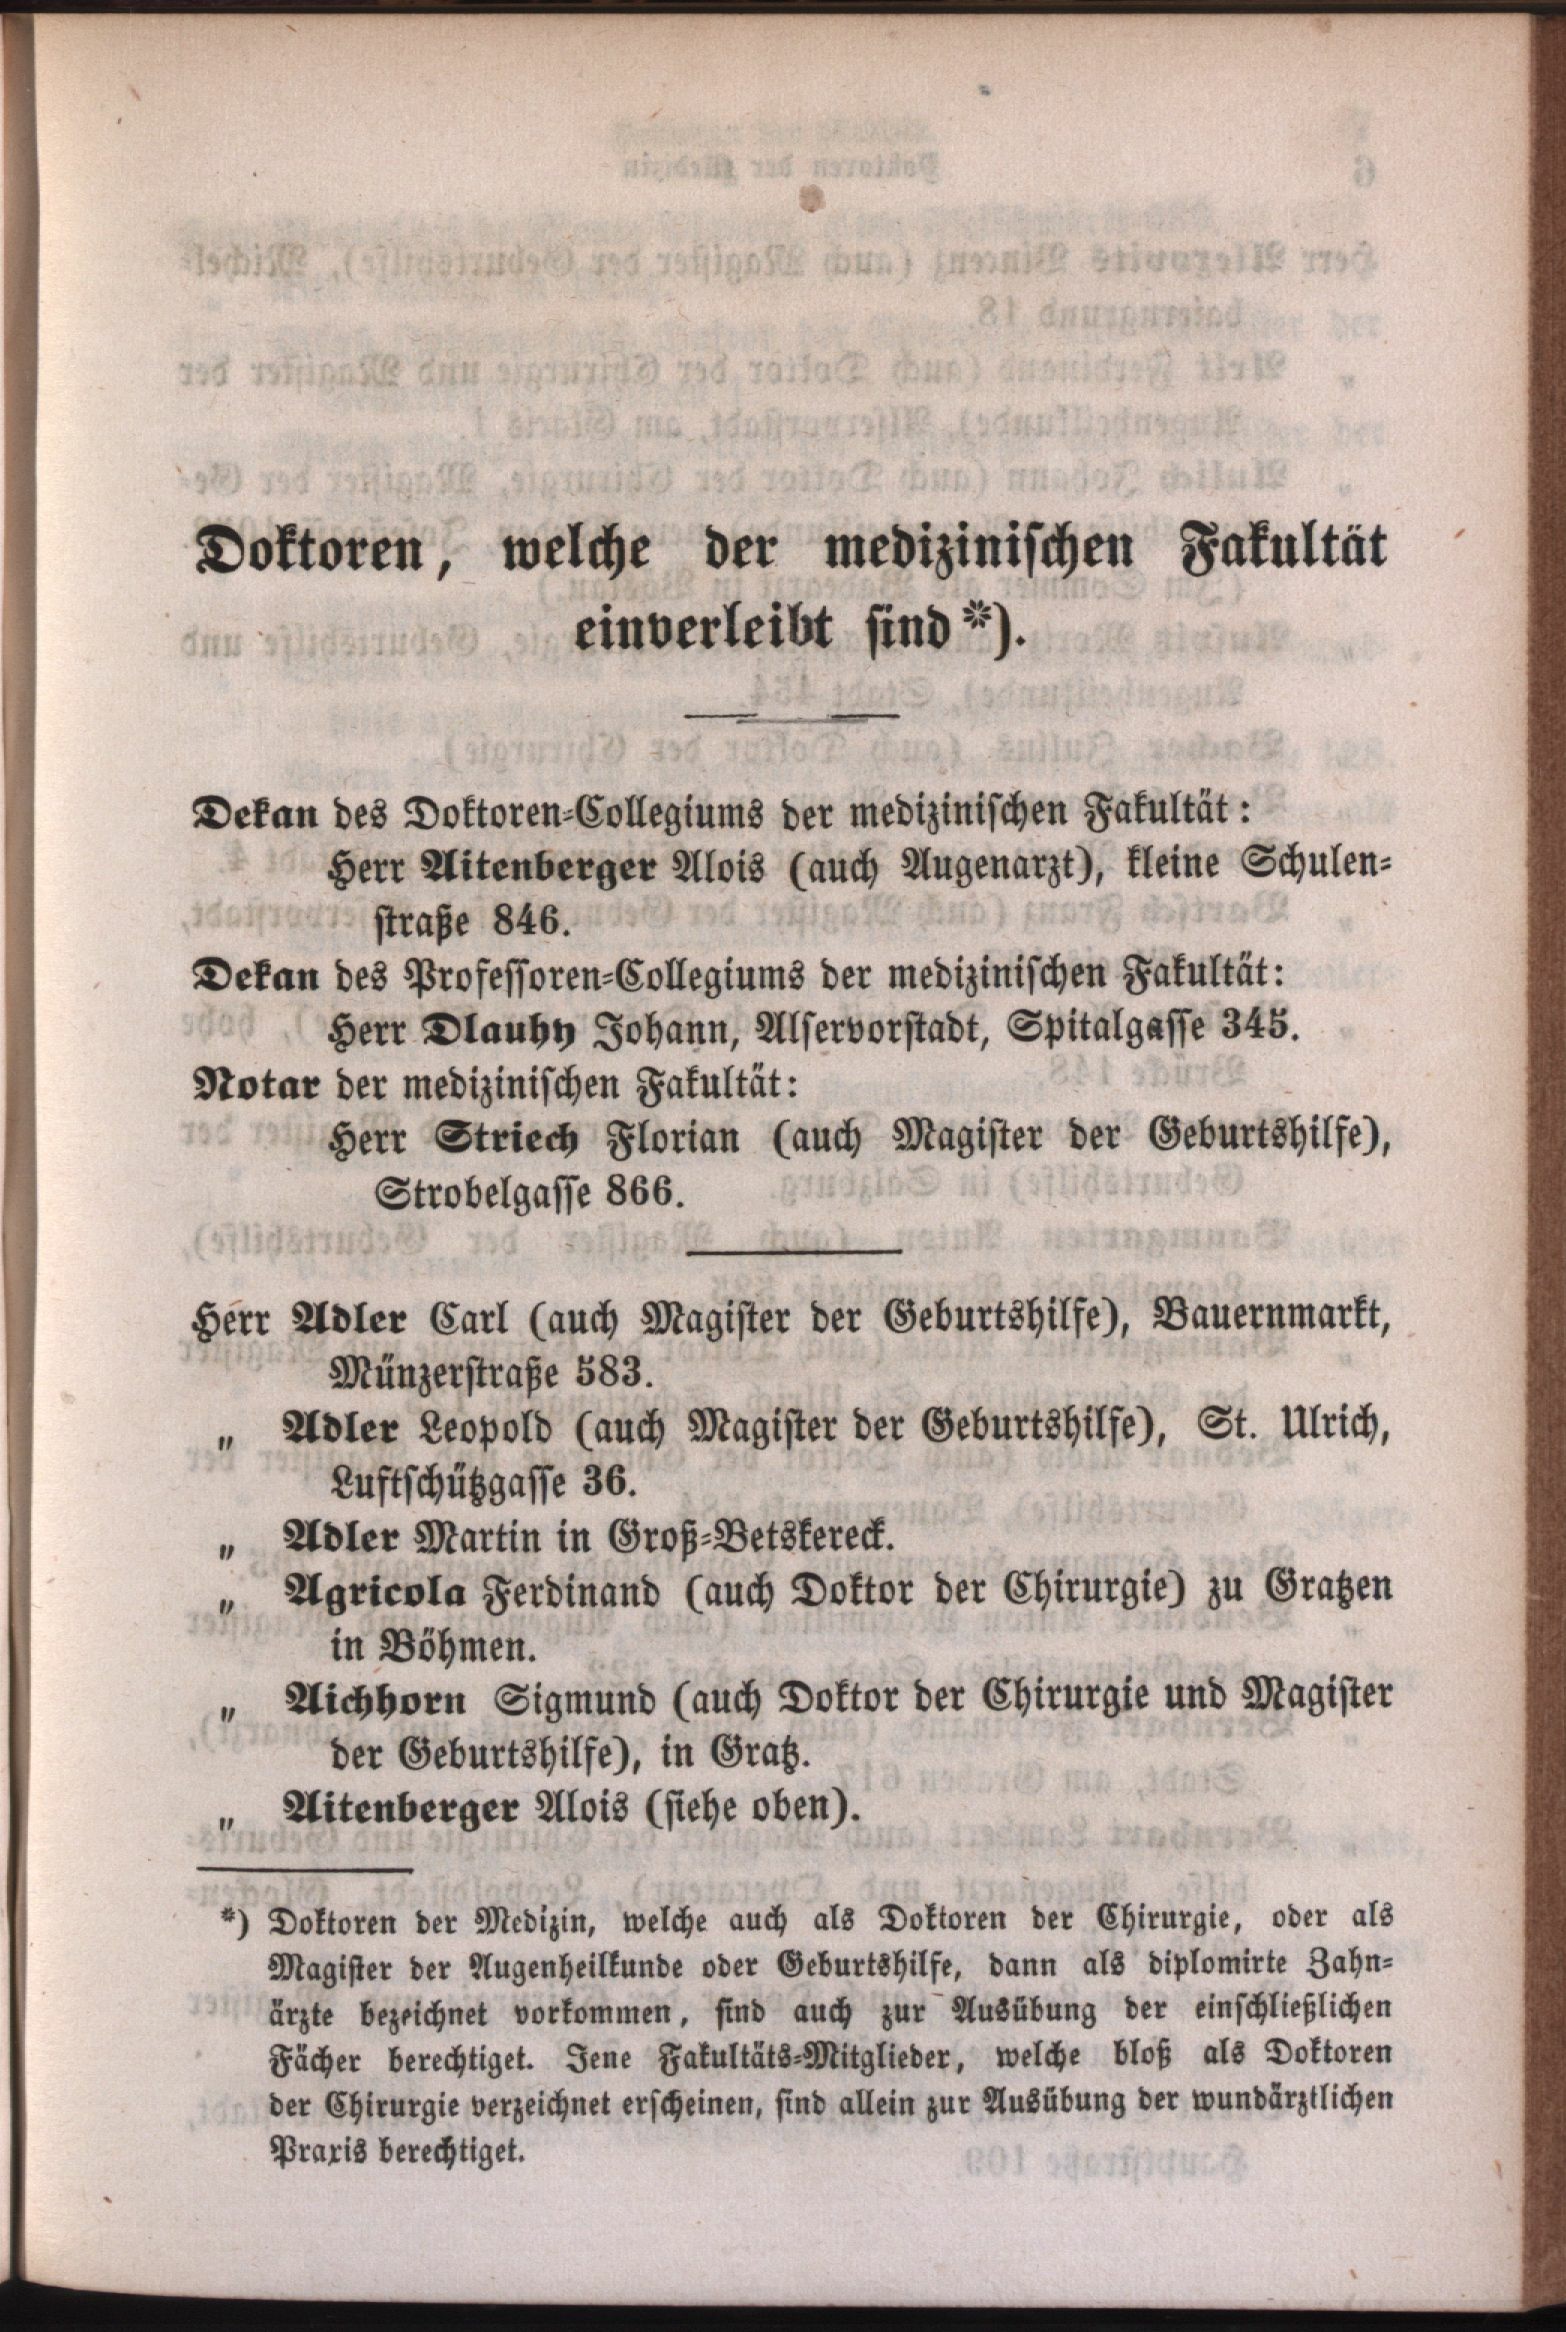 Doktoren, welche der medizinischen Fakultät
einverleibt sind*).
Dekan des Doktoren-Collegiums der medizinischen Fakultät:
Herr Aitenberger Alois (auch Augenarzt), kleine Schulen-
straße 846.
Dekan des Professoren-Collegiums der medizinischen Fakultät:
Herr Dlauhy Johann, Alservorstadt, Spitalgasse 345.
Notar der medizinischen Fakultät:
Herr Striech Florian (auch Magister der Geburtshilfe),
Strobelgasse 866.
Herr Adler Carl (auch Magister der Geburtshilfe), Bauernmarkt,
Münzerstraße 583.
„ Adler Leopold (auch Magister der Geburtshilfe), St. Ulrich,
Luftschützgasse 36.
„ Adler Martin in Groß-Betskereck.
„ Agricola Ferdinand (auch Doktor der Chirurgie) zu Gratzen
in Böhmen.
„ Aichhorn Sigmund (auch Doktor der Chirurgie und Magister
der Geburtshilfe), in Gratz.
„ Aitenberger Alois (siehe oben).
*) Doktoren der Medizin, welche auch als Doktoren der Chirurgie, oder als
Magister der Augenheilkunde oder Geburtshilfe, dann als diplomirte Zahn-
ärzte bezeichnet vorkommen, sind auch zur Ausübung der einschließlichen
Fächer berechtiget. Jene Fakultäts-Mitglieder, welche bloß als Doktoren
der Chirurgie verzeichnet erscheinen, sind allein zur Ausübung der wundärztlichen
Praxis berechtiget.